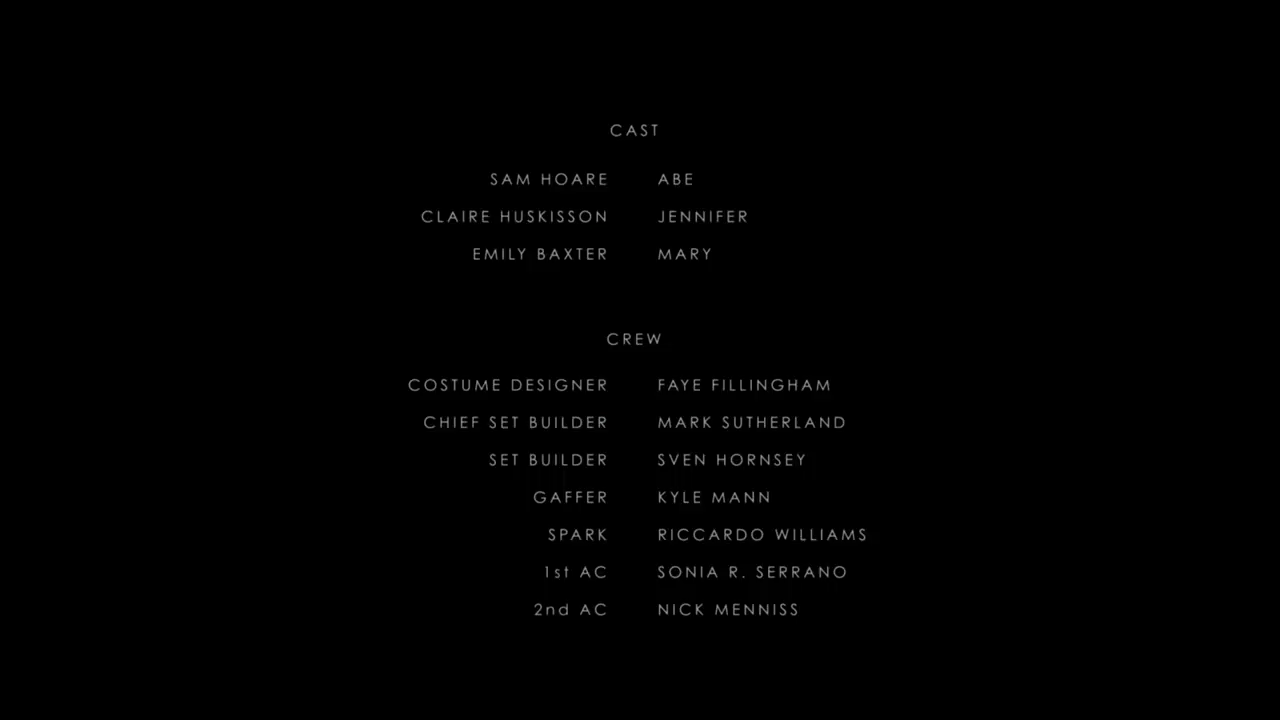 CAST
SAM HOARE ABE
CLAIRE HUSKISSON JENNIFER
EMILY BAXTER MARY
CREW
COSTUME DESIGNER FAYE FILLINGHAM
CHIEF SET BUILDER MARK SUTHERLAND
SET BUILDER SVEN HORNSEY
GAFFER KYLE MANN
SPARK RICCARDO WILLIAMS
1st AC SONIA R. SERRANO
2nd AC NICK MENNISS